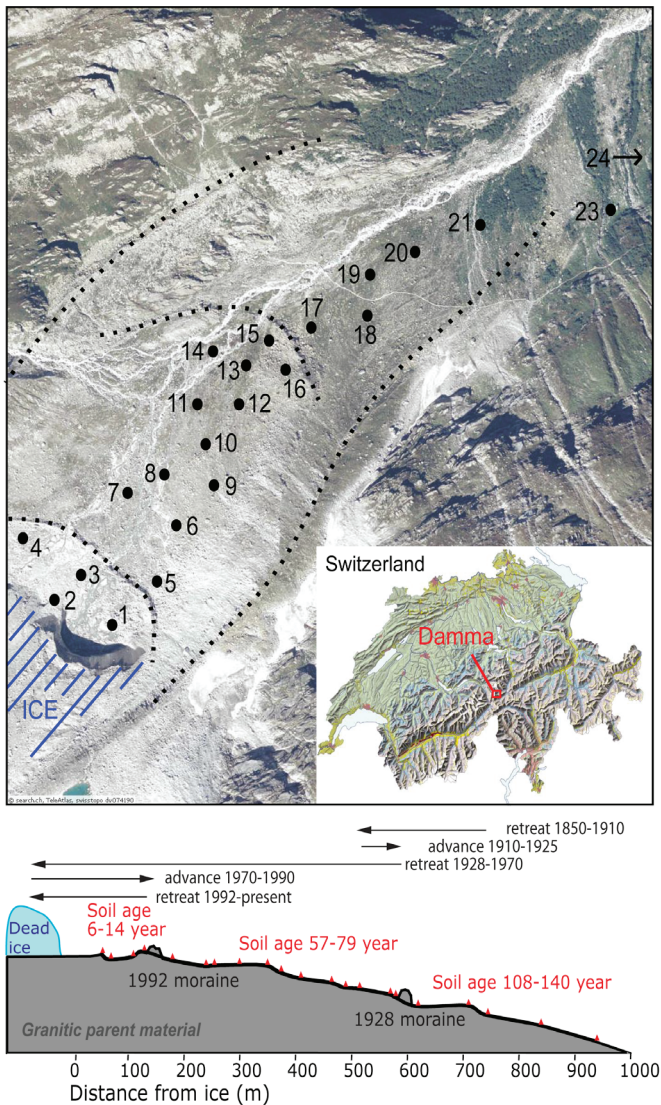 24
23
21
20
19
18
17
15
14
13
16
11
12
10
8
9
7
6
4
3
5
2
1
ICE
Switzerland
Damma
© search.ch, TeleAtlas, swisstopo dv074190
retreat 1850-1910
advance 1910-1925
retreat 1928-1970
advance 1970-1990
retreat 1992-present
Dead
ice
Soil age
6-14 year
Soil age 57-79 year
Soil age 108-140 year
1992 moraine
1928 moraine
Granitic parent material
0 100 200 300 400 500 600 700 800 900 1000
Distance from ice (m)